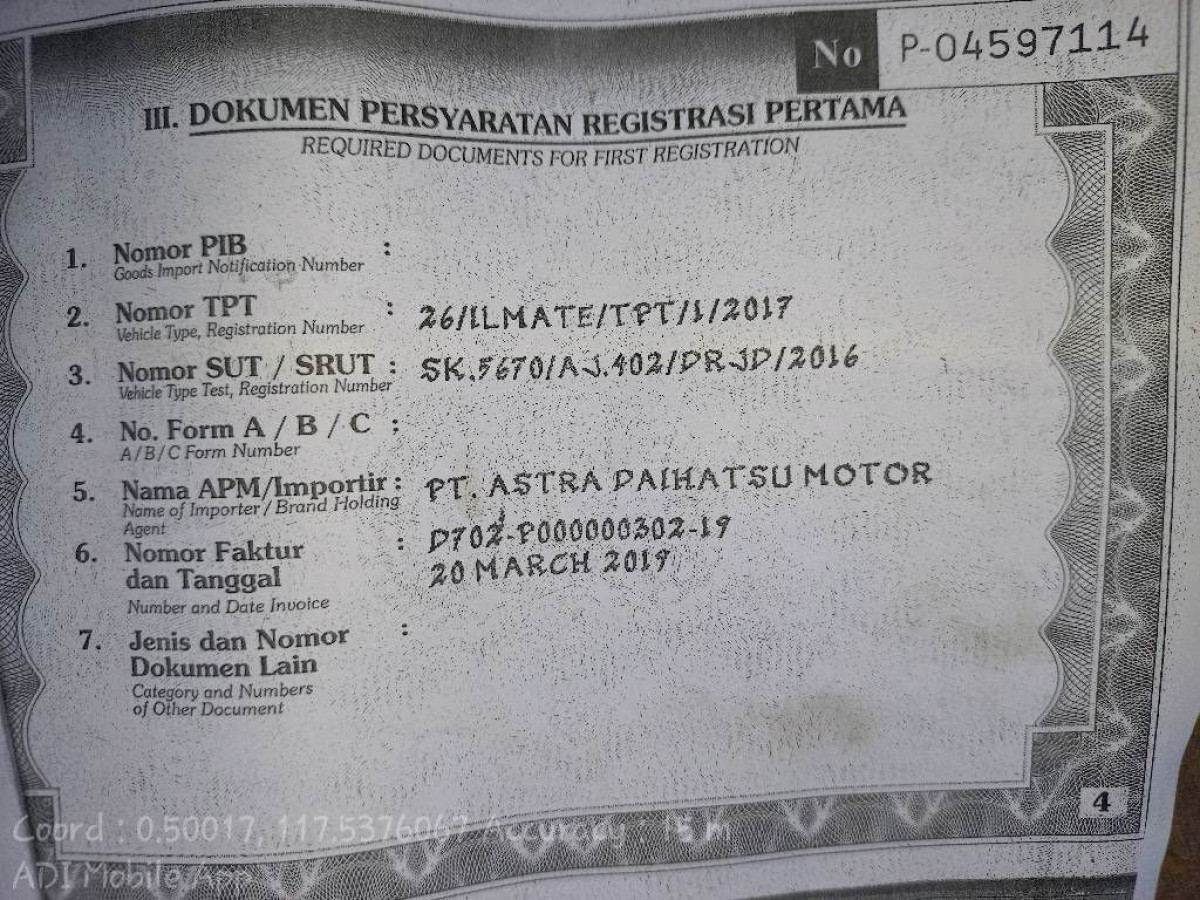 No P-04597114
III. DOKUMEN PERSYARATAN REGISTRASI PERTAMA
REQUIRED DOCUMENTS FOR FIRST REGISTRATION
1. Nomor PIB :
Goods Import Notification Number
2. Nomor TPT : 26/ILMATE/TPT/1/2017
Vehicle Type, Registration Number
3. Nomor SUT / SRUT : SK.5670/AJ.402/DRJD/2016
Vehicle Type Test, Registration Number
4. No. Form A / B / C :
A / B / C Form Number
5. Nama APM/Importir : PT. ASTRA DAIHATSU MOTOR
Name of Importer / Brand Holding
Agent
6. Nomor Faktur : D702-P000000302-19
dan Tanggal 20 MARCH 2019
Number and Date Invoice
7. Jenis dan Nomor :
Dokumen Lain
Category and Numbers
of Other Document
4
Coord : 0.50017, 117.5376067 Accuracy : 15 m
ADI Mobile App